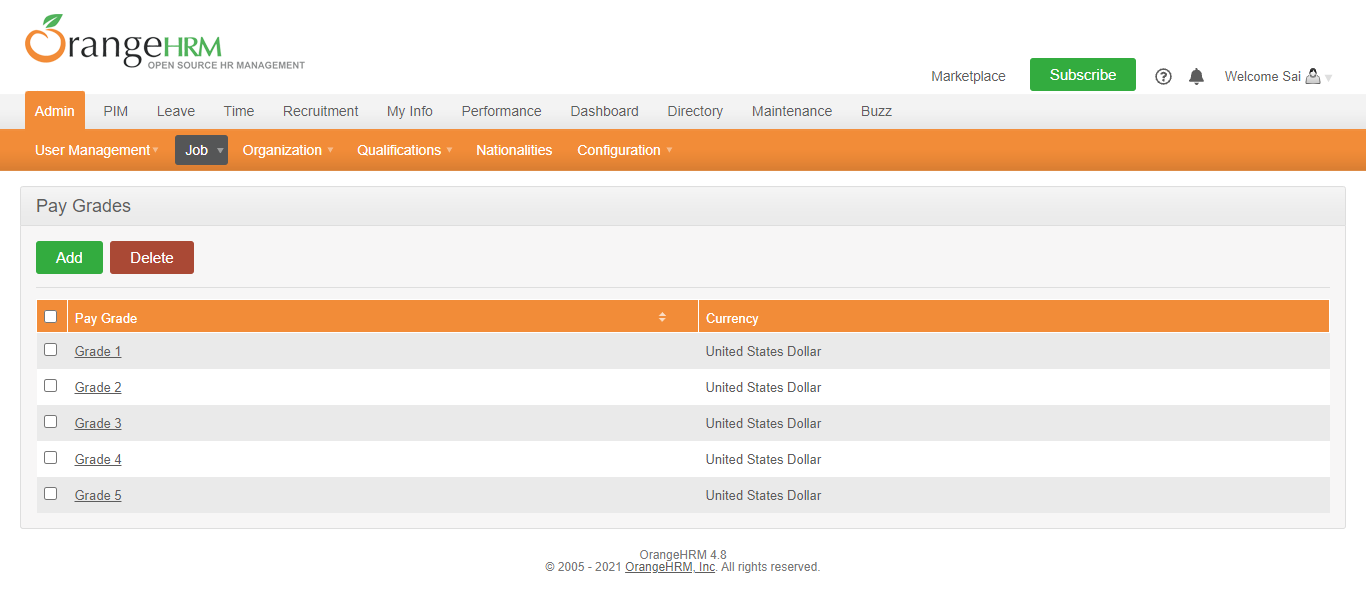 OrangeHRM
OPEN SOURCE HR MANAGEMENT
Marketplace Subscribe Welcome Sai
Admin PIM Leave Time Recruitment My Info Performance Dashboard Directory Maintenance Buzz
User Management Job Organization Qualifications Nationalities Configuration
Pay Grades
Add Delete
Pay Grade Currency
Grade 1 United States Dollar
Grade 2 United States Dollar
Grade 3 United States Dollar
Grade 4 United States Dollar
Grade 5 United States Dollar
OrangeHRM 4.8
© 2005 - 2021 OrangeHRM, Inc. All rights reserved.